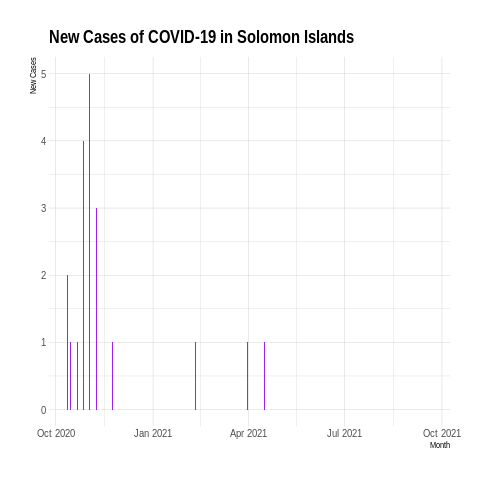 New Cases of COVID-19 in Solomon Islands
New Cases
5
4
3
2
1
0
Oct 2020 Jan 2021 Apr 2021 Jul 2021 Oct 2021
Month